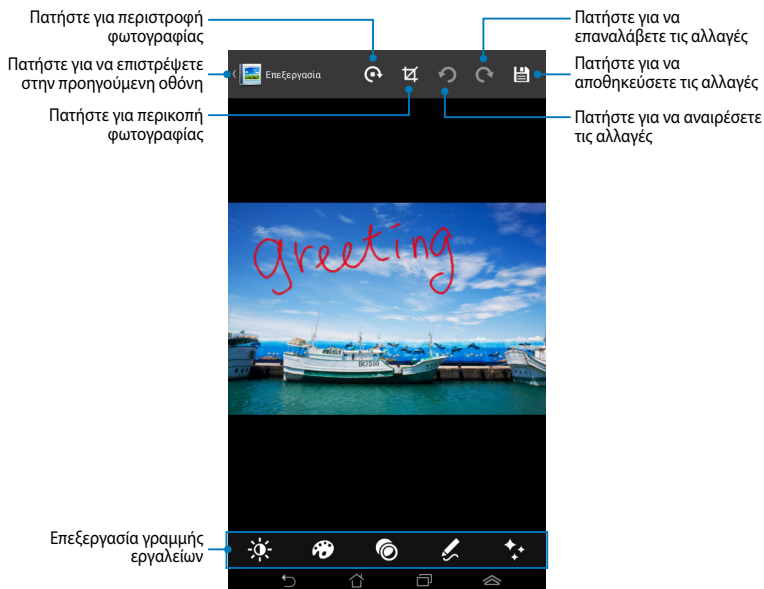 Πατήστε για περιστροφή
φωτογραφίας
Πατήστε για να επιστρέψετε
στην προηγούμενη οθόνη
Πατήστε για περικοπή
φωτογραφίας
Επεξεργασία
Πατήστε για να
επαναλάβετε τις αλλαγές
Πατήστε για να
αποθηκεύσετε τις αλλαγές
Πατήστε για να αναιρέσετε
τις αλλαγές
greeting
Επεξεργασία γραμμής
εργαλείων